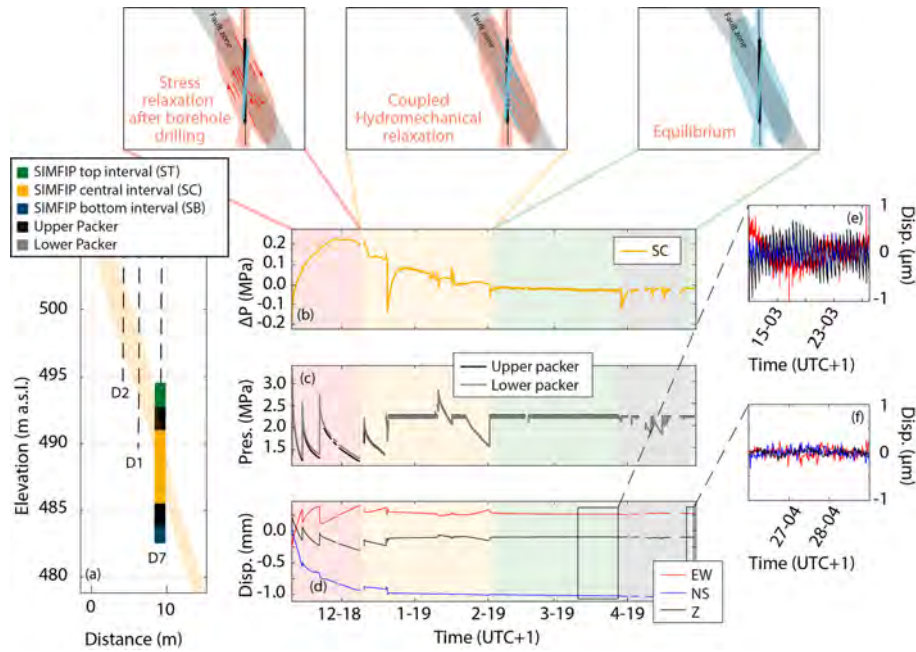 Fault zone
Stress
relaxation
after borehole
drilling
Fault zone
Coupled
Hydromechanical
relaxation
Fault zone
Equilibrium
SIMFIP top interval (ST)
SIMFIP central interval (SC)
SIMFIP bottom interval (SB)
Upper Packer
Lower Packer
Elevation (m a.s.l.)
500
495
490
485
480
D2
D1
D7
(a)
0
10
Distance (m)
ΔP (MPa)
0.2
0.1
0.0
-0.1
-0.2
(b)
SC
Pres. (MPa)
3.0
2.5
2.0
1.5
(c)
Upper packer
Lower packer
Disp. (mm)
0.0
-0.5
-1.0
(d)
EW
NS
Z
12-18
1-19
2-19
3-19
4-19
Time (UTC+1)
(e)
1
0
-1
Disp. (μm)
15-03
23-03
Time (UTC+1)
(f)
1
0
-1
Disp. (μm)
27-04
28-04
Time (UTC+1)